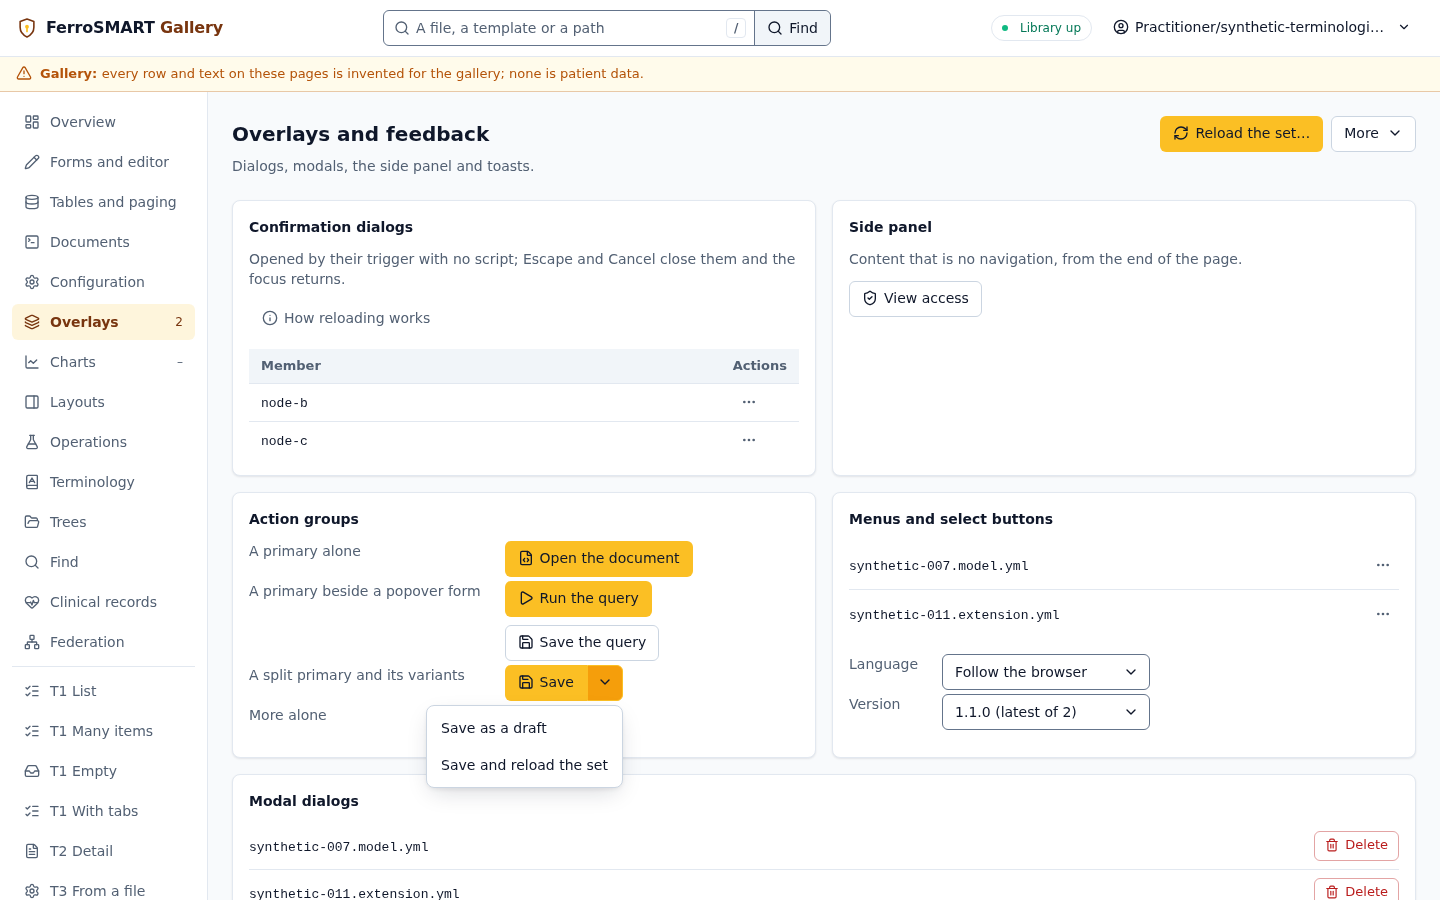 FerroSMART Gallery
A file, a template or a path
/
Find
Library up
Practitioner/synthetic-terminologi…
Gallery: every row and text on these pages is invented for the gallery; none is patient data.
Overview
Forms and editor
Tables and paging
Documents
Configuration
Overlays 2
Charts –
Layouts
Operations
Terminology
Trees
Find
Clinical records
Federation
T1 List
T1 Many items
T1 Empty
T1 With tabs
T2 Detail
T3 From a file
Overlays and feedback
Dialogs, modals, the side panel and toasts.
Reload the set…
More
Confirmation dialogs
Opened by their trigger with no script; Escape and Cancel close them and the
focus returns.
How reloading works
Member Actions
node-b
node-c
Side panel
Content that is no navigation, from the end of the page.
View access
Action groups
A primary alone
Open the document
A primary beside a popover form
Run the query
Save the query
A split primary and its variants
Save
More alone
Save as a draft
Save and reload the set
Menus and select buttons
synthetic-007.model.yml
synthetic-011.extension.yml
Language
Follow the browser
Version
1.1.0 (latest of 2)
Modal dialogs
synthetic-007.model.yml
Delete
synthetic-011.extension.yml
Delete